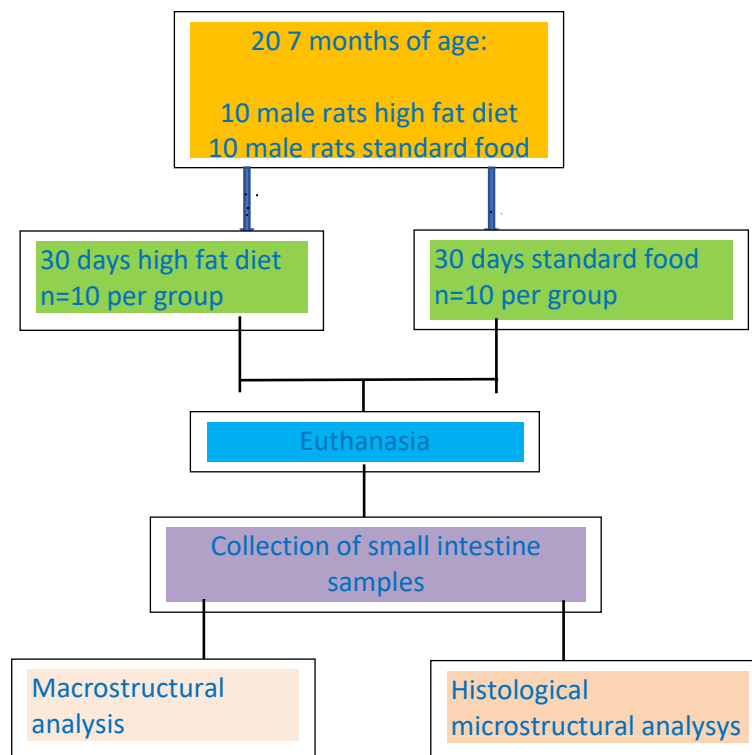 20 7 months of age:
10 male rats high fat diet
10 male rats standard food
30 days high fat diet
n=10 per group
30 days standard food
n=10 per group
Euthanasia
Collection of small intestine
samples
Macrostructural
analysis
Histological
microstructural analysys